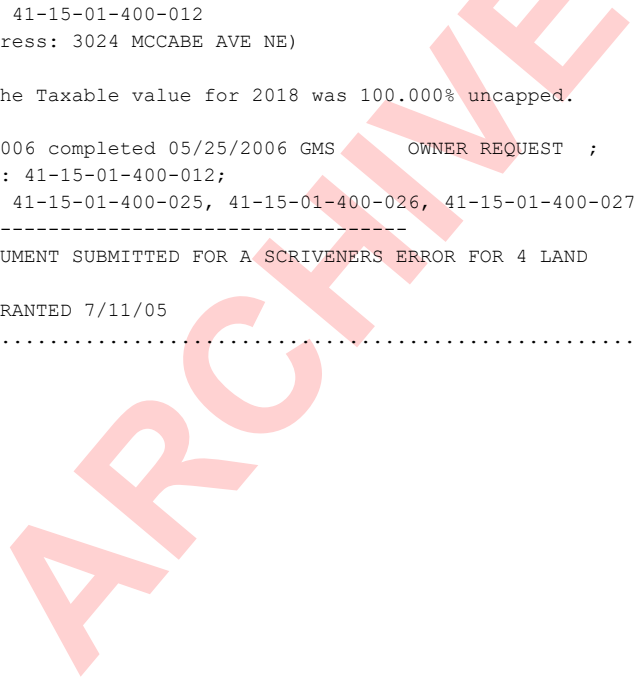 41-15-01-400-012
ress: 3024 MCCABE AVE NE)
he Taxable value for 2018 was 100.000% uncapped.
006 completed 05/25/2006 GMS OWNER REQUEST ;
: 41-15-01-400-012;
41-15-01-400-025, 41-15-01-400-026, 41-15-01-400-027
----------------------------------
UMENT SUBMITTED FOR A SCRIVENERS ERROR FOR 4 LAND
RANTED 7/11/05
....................................................
ARCHIVE